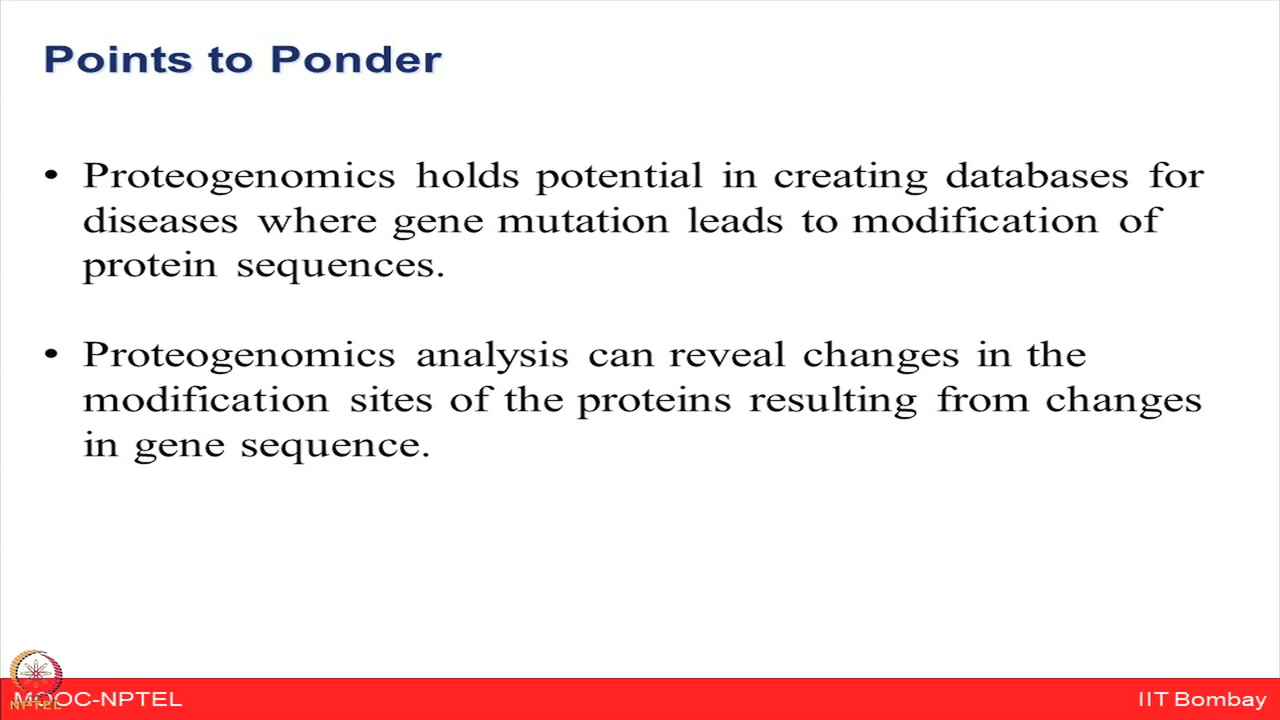 Points to Ponder
• Proteogenomics holds potential in creating databases for
diseases where gene mutation leads to modification of
protein sequences.
• Proteogenomics analysis can reveal changes in the
modification sites of the proteins resulting from changes
in gene sequence.
MOOC-NPTEL
NPTEL
IIT Bombay